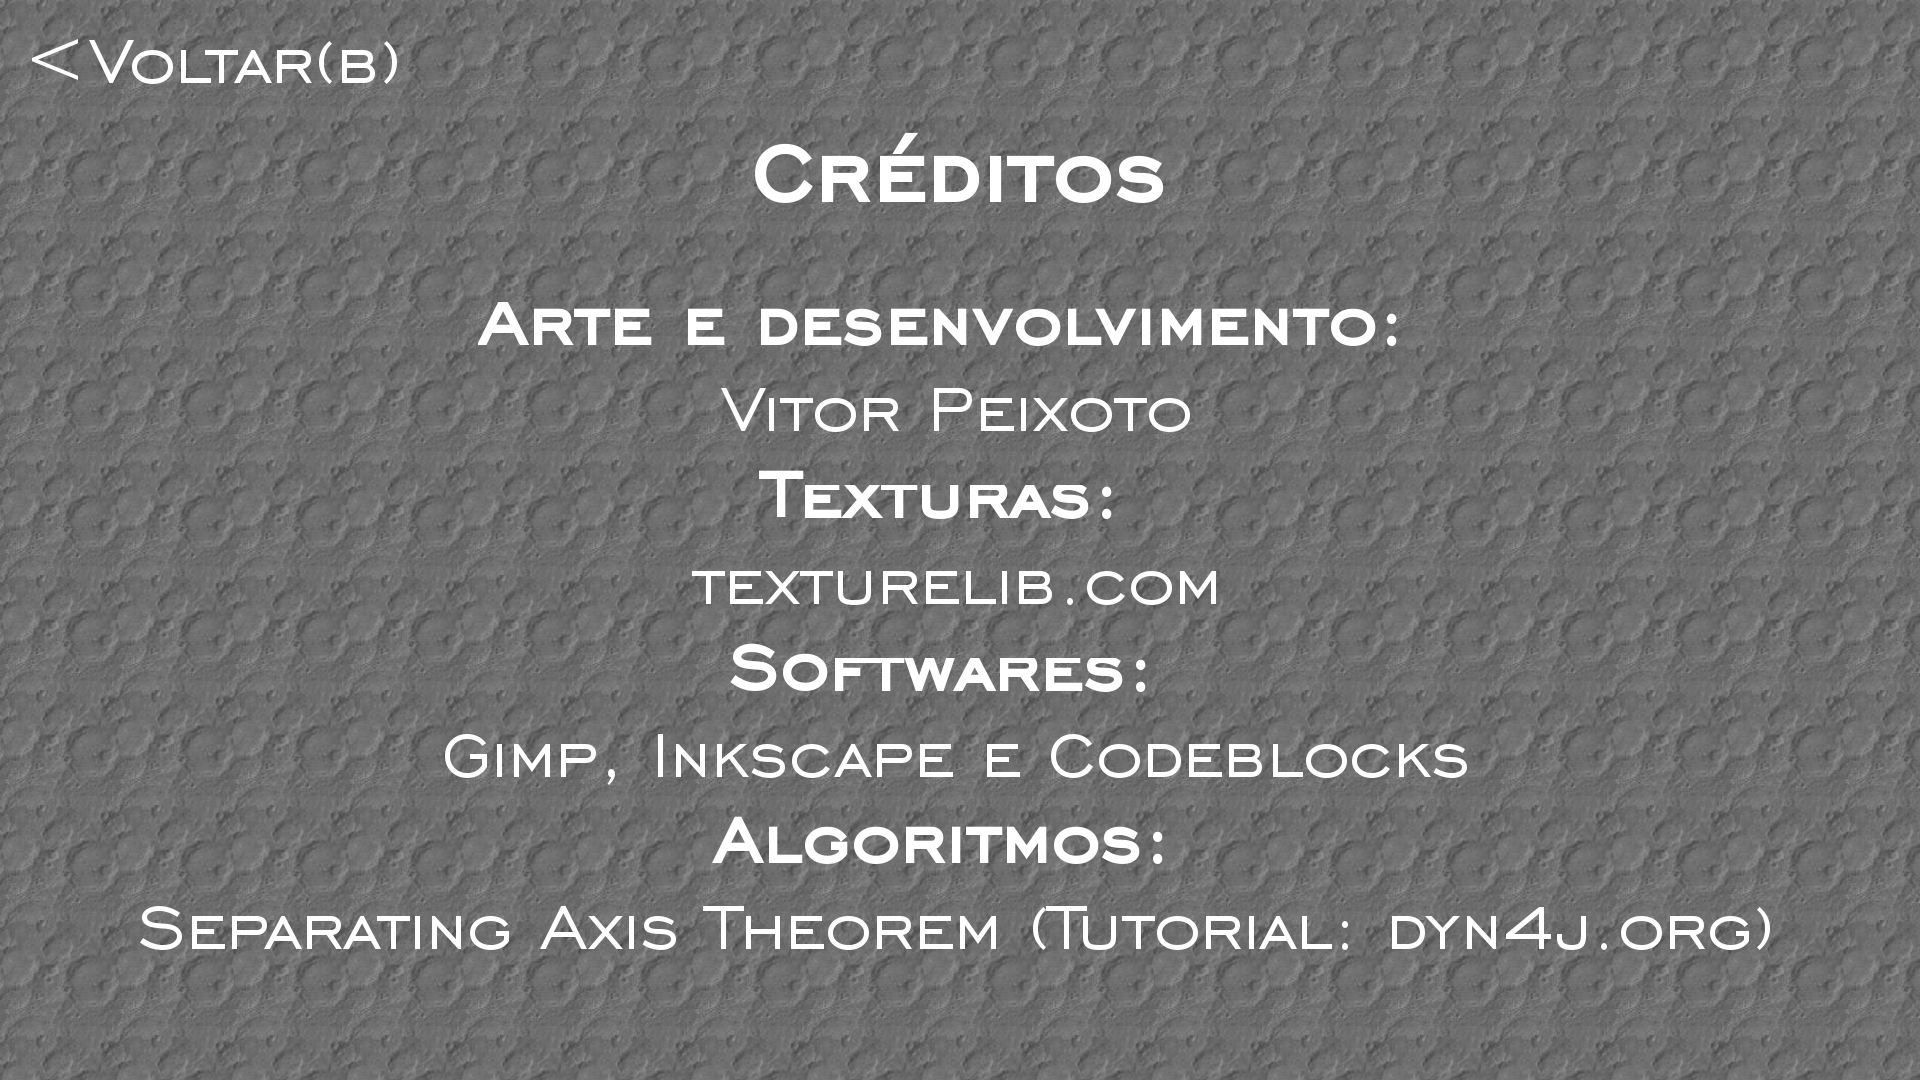 <Voltar(b)
Créditos
Arte e desenvolvimento:
Vitor Peixoto
Texturas:
texturelib.com
Softwares:
Gimp, Inkscape e Codeblocks
Algoritmos:
Separating Axis Theorem (Tutorial: dyn4j.org)